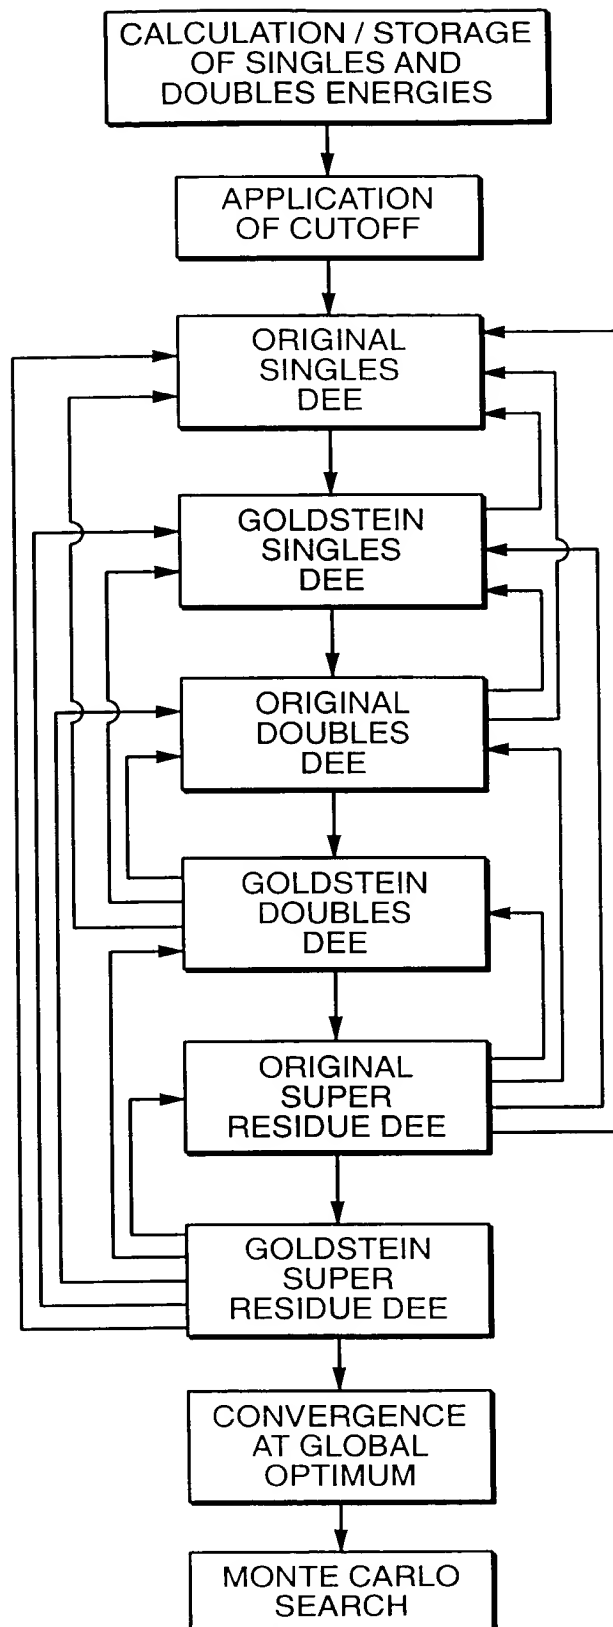 CALCULATION / STORAGE
OF SINGLES AND
DOUBLES ENERGIES
APPLICATION
OF CUTOFF
ORIGINAL
SINGLES
DEE
GOLDSTEIN
SINGLES
DEE
ORIGINAL
DOUBLES
DEE
GOLDSTEIN
DOUBLES
DEE
ORIGINAL
SUPER
RESIDUE DEE
GOLDSTEIN
SUPER
RESIDUE DEE
CONVERGENCE
AT GLOBAL
OPTIMUM
MONTE CARLO
SEARCH